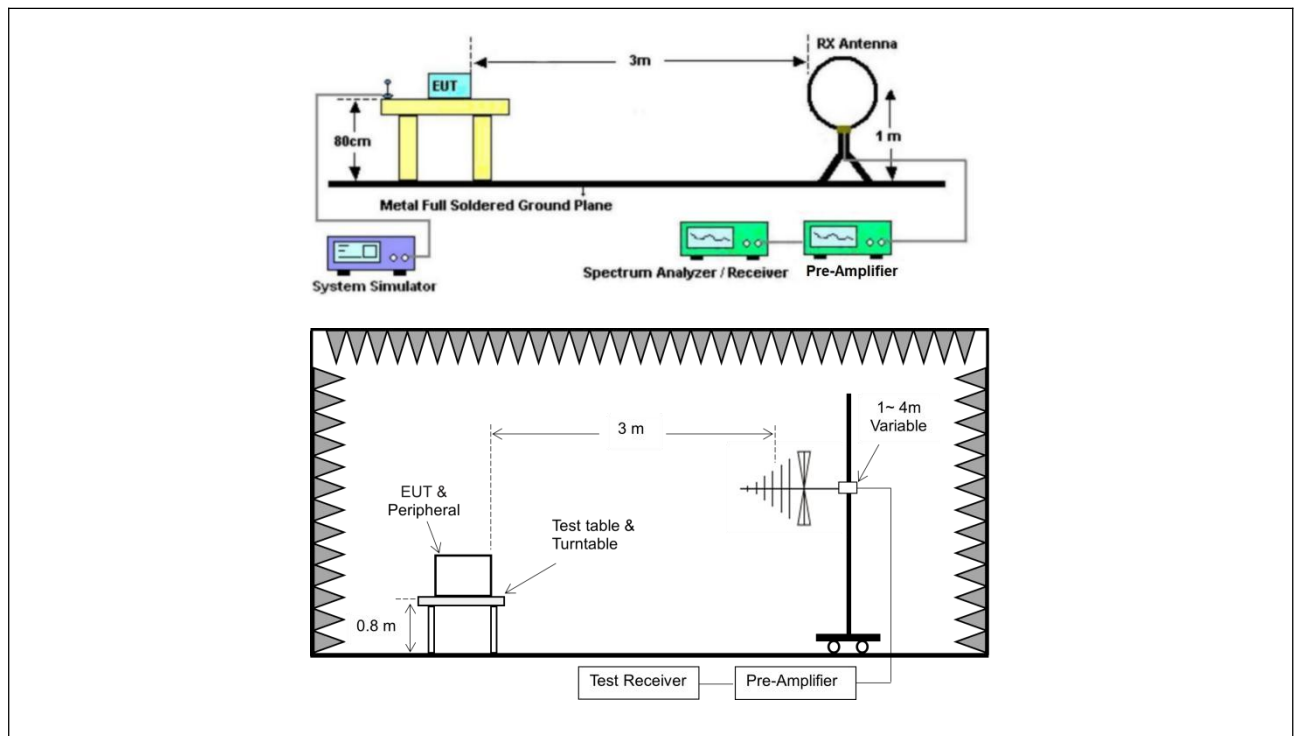 RX Antenna
3m
EUT
80cm
1 m
Metal Full Soldered Ground Plane
System Simulator
Spectrum Analyzer / Receiver
Pre-Amplifier
1~ 4m
Variable
3 m
EUT &
Peripheral
Test table &
Turntable
0.8 m
Test Receiver
Pre-Amplifier